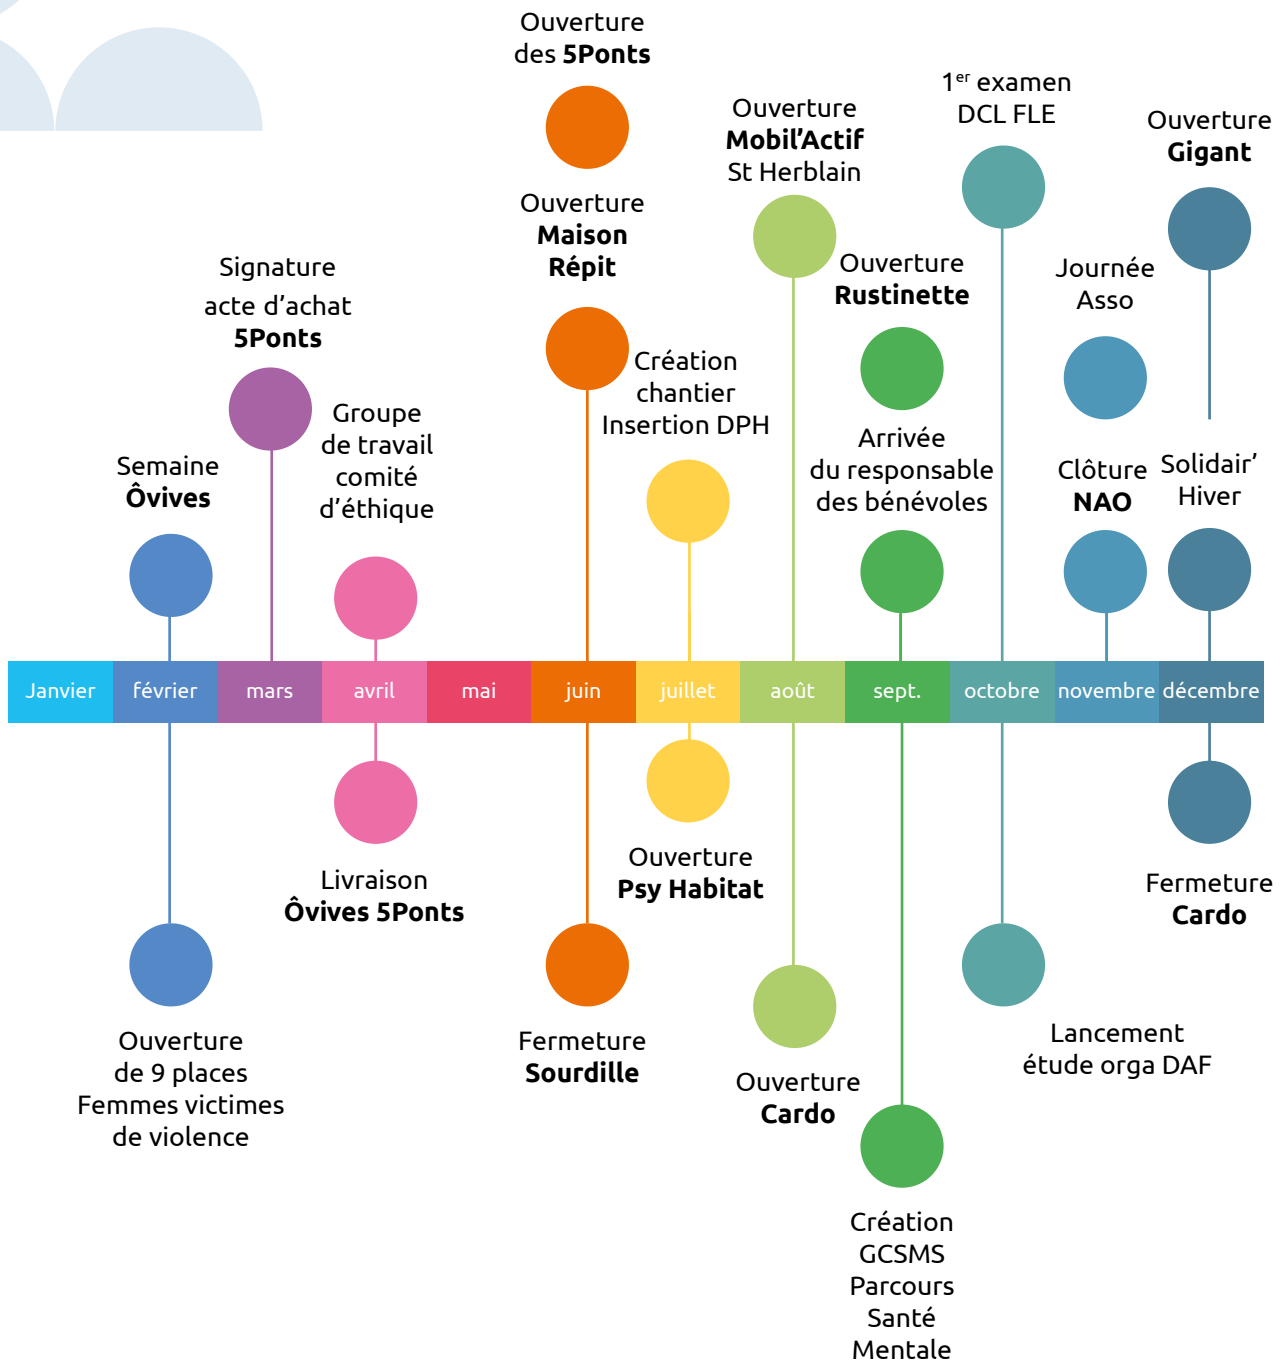 Ouverture
des 5Ponts
Ouverture
Maison
Répit
Ouverture
Mobil’Actif
St Herblain
1er examen
DCL FLE
Ouverture
Gigant
Signature
acte d’achat
5Ponts
Ouverture
Rustinette
Journée
Asso
Création
chantier
Insertion DPH
Groupe
de travail
comité
d’éthique
Semaine
Ôvives
Arrivée
du responsable
des bénévoles
Clôture
NAO
Solidair’
Hiver
Janvier février mars avril mai juin juillet août sept. octobre novembre décembre
Livraison
Ôvives 5Ponts
Ouverture
Psy Habitat
Fermeture
Cardo
Ouverture
de 9 places
Femmes victimes
de violence
Fermeture
Sourdille
Ouverture
Cardo
Lancement
étude orga DAF
Création
GCSMS
Parcours
Santé
Mentale